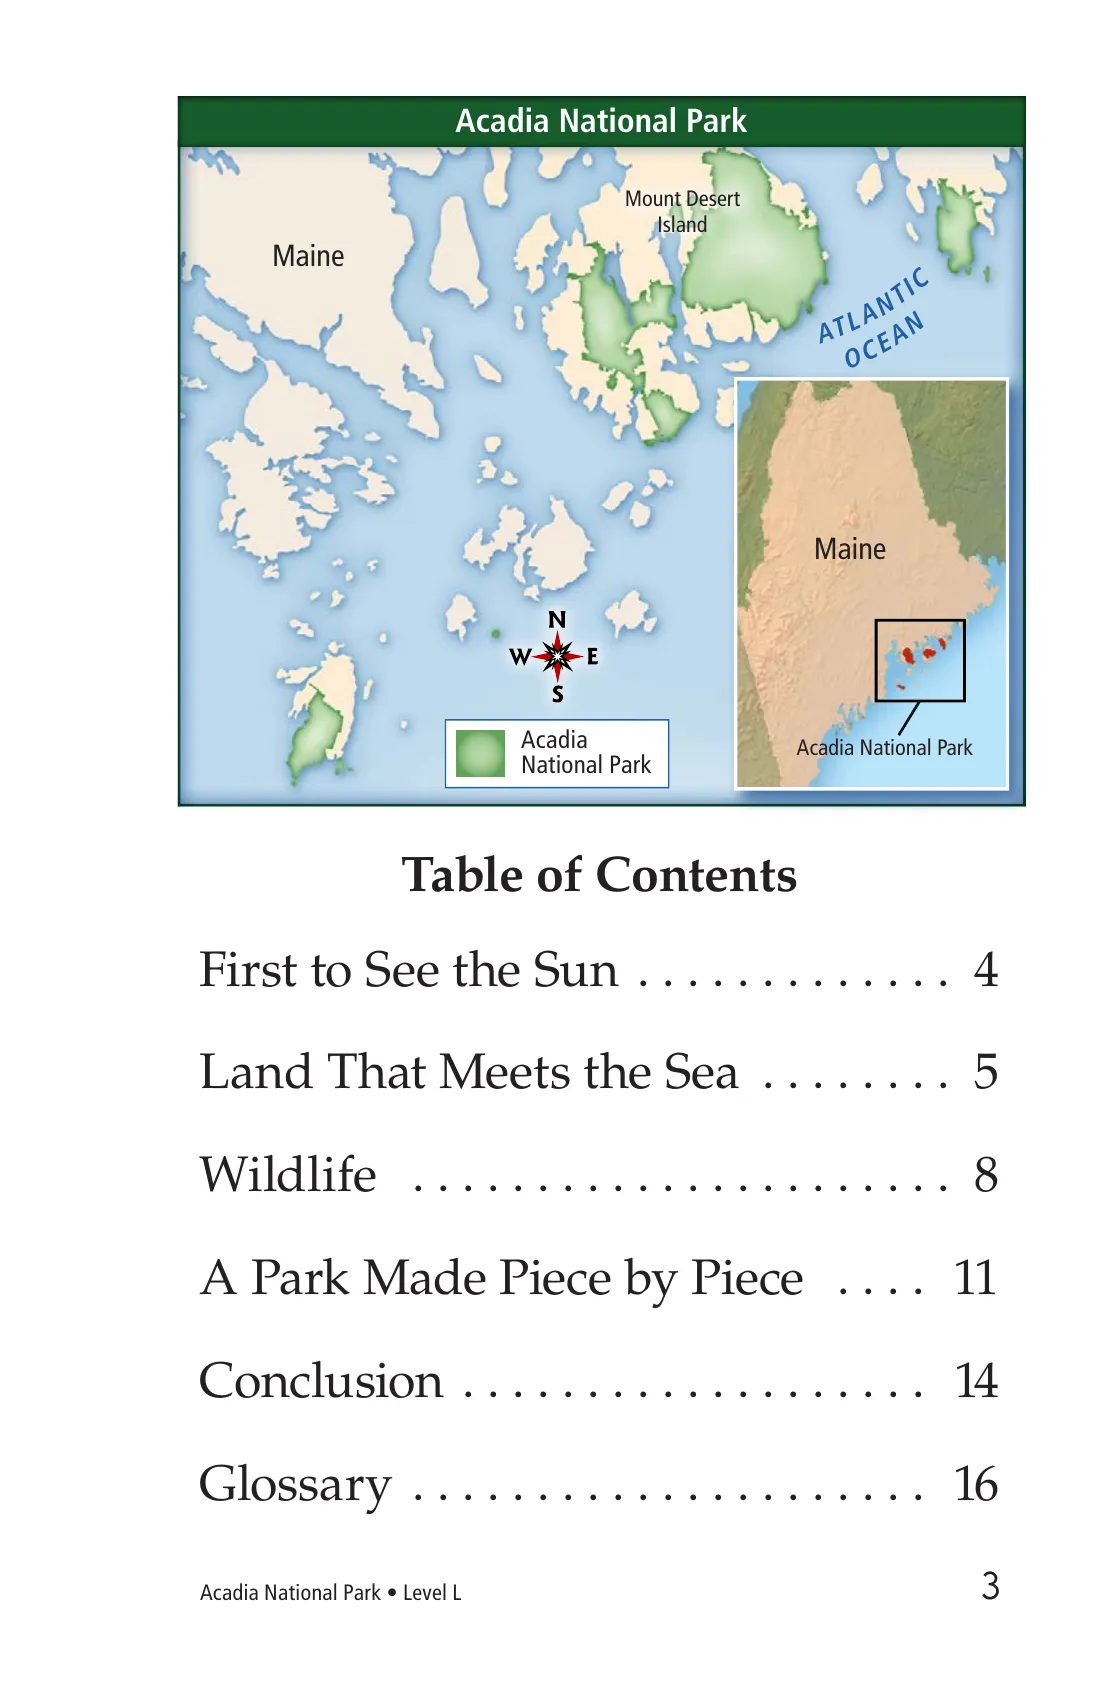 Acadia National Park
Mount Desert
Island
Maine
ATLANTIC
OCEAN
Maine
N
W E
S
Acadia
National Park
Acadia National Park
Table of Contents
First to See the Sun . . . . . . . . . . . . . 4
Land That Meets the Sea . . . . . . . . 5
Wildlife . . . . . . . . . . . . . . . . . . . . . . 8
A Park Made Piece by Piece . . . . 11
Conclusion . . . . . . . . . . . . . . . . . . . 14
Glossary . . . . . . . . . . . . . . . . . . . . . 16
Acadia National Park • Level L
3